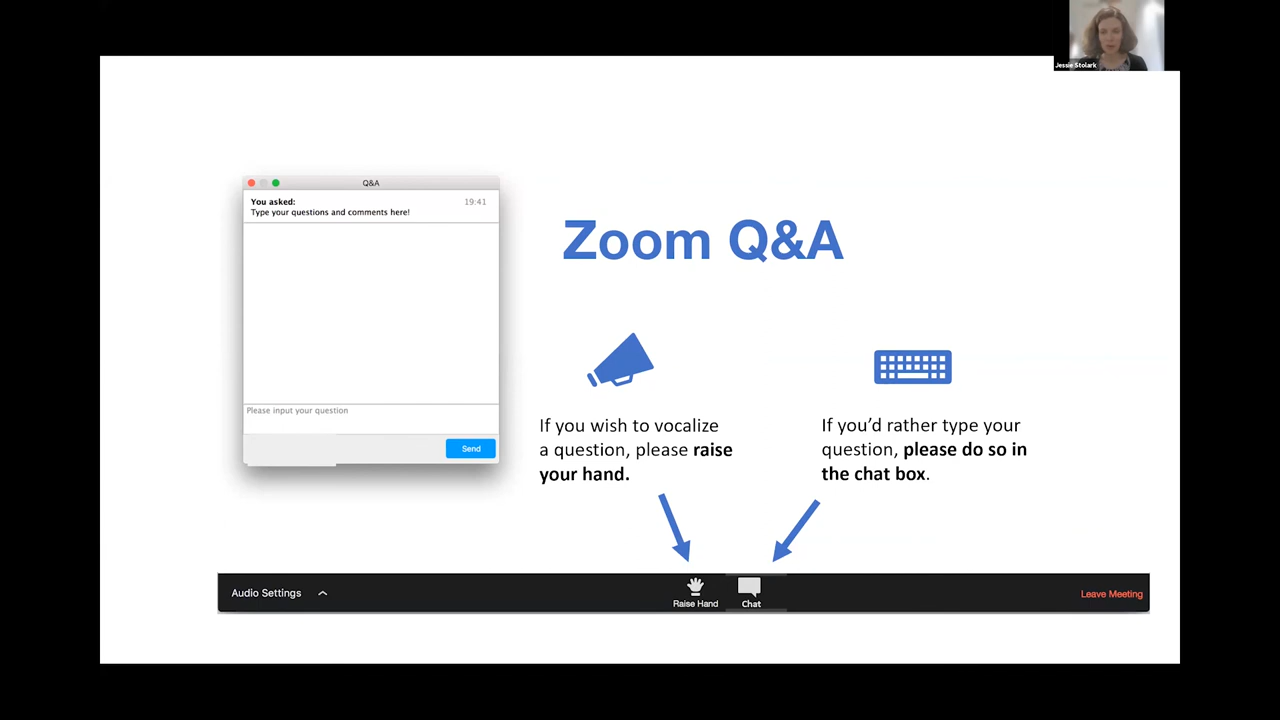 Jessie Stolark
Q&A
You asked:
19:41
Type your questions and comments here!
Please input your question
Send
Zoom Q&A
If you wish to vocalize
a question, please raise
your hand.
If you’d rather type your
question, please do so in
the chat box.
Audio Settings
Raise Hand
Chat
Leave Meeting